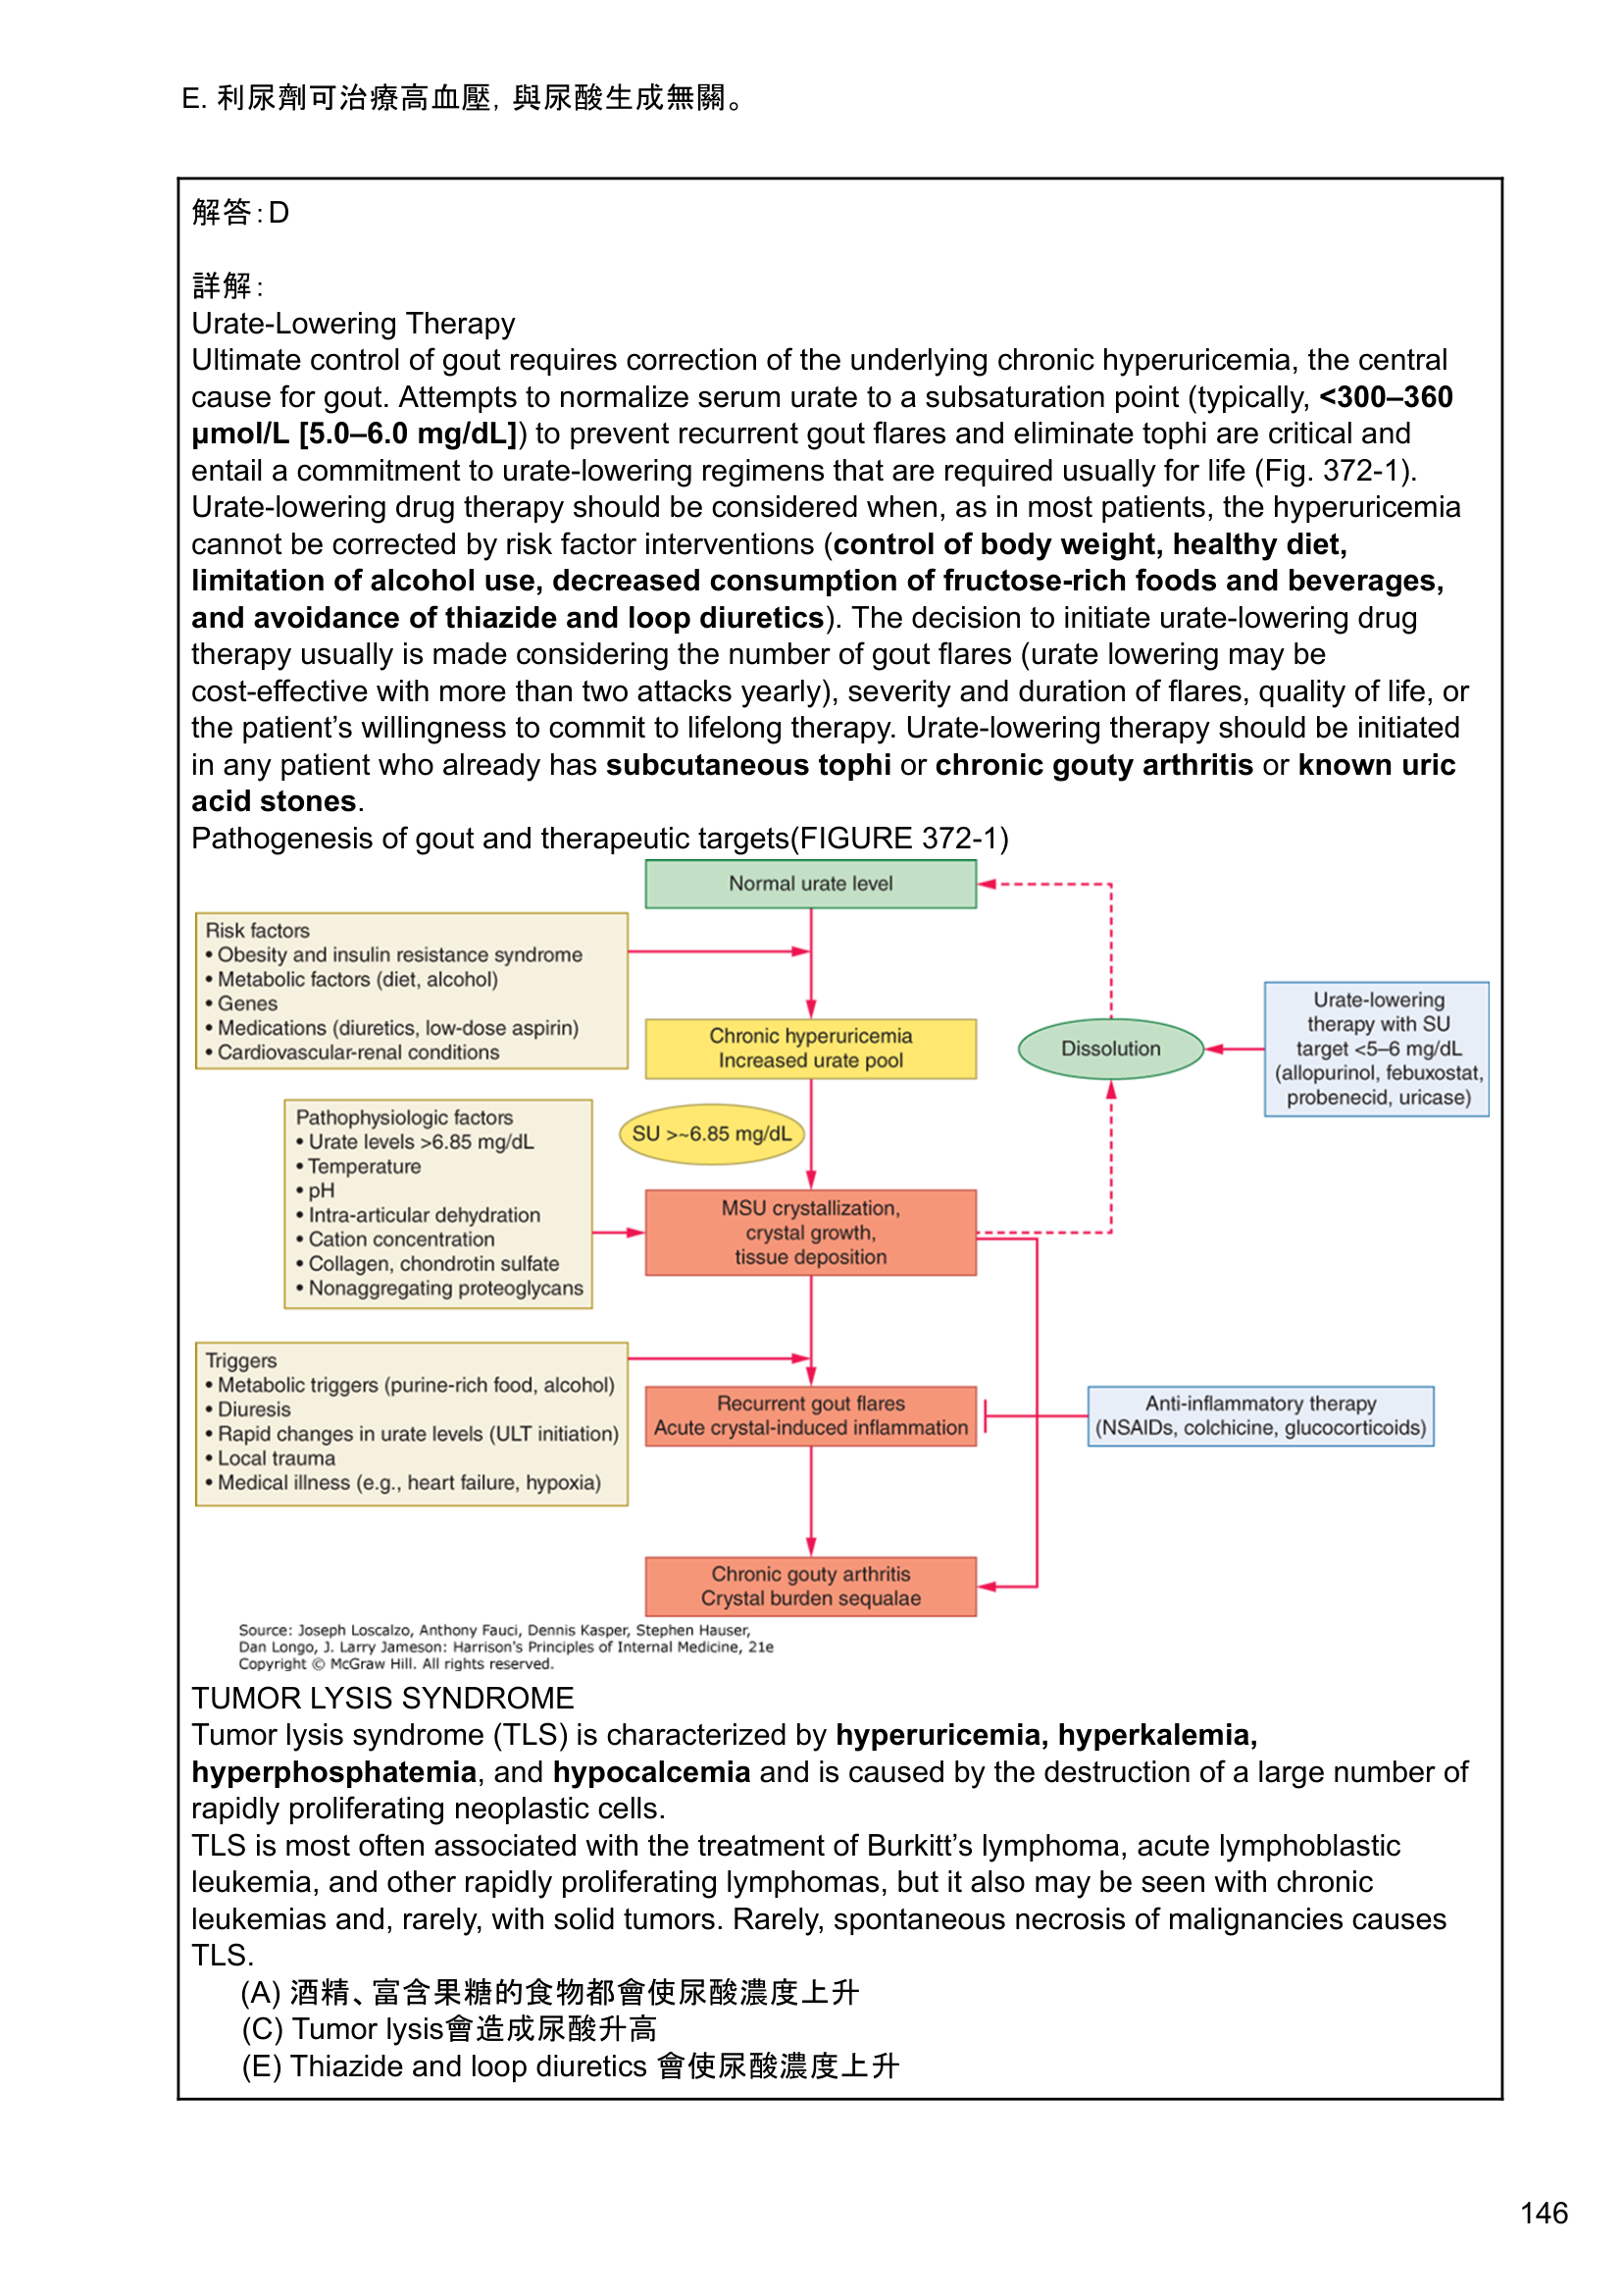 E. 利尿劑可治療高血壓，與尿酸生成無關。
解答：D
詳解：
Urate-Lowering Therapy
Ultimate control of gout requires correction of the underlying chronic hyperuricemia, the central
cause for gout. Attempts to normalize serum urate to a subsaturation point (typically, <300–360
μmol/L [5.0–6.0 mg/dL]) to prevent recurrent gout flares and eliminate tophi are critical and
entail a commitment to urate-lowering regimens that are required usually for life (Fig. 372-1).
Urate-lowering drug therapy should be considered when, as in most patients, the hyperuricemia
cannot be corrected by risk factor interventions (control of body weight, healthy diet,
limitation of alcohol use, decreased consumption of fructose-rich foods and beverages,
and avoidance of thiazide and loop diuretics). The decision to initiate urate-lowering drug
therapy usually is made considering the number of gout flares (urate lowering may be
cost-effective with more than two attacks yearly), severity and duration of flares, quality of life, or
the patient’s willingness to commit to lifelong therapy. Urate-lowering therapy should be initiated
in any patient who already has subcutaneous tophi or chronic gouty arthritis or known uric
acid stones.
Pathogenesis of gout and therapeutic targets(FIGURE 372-1)
Normal urate level
Risk factors
• Obesity and insulin resistance syndrome
• Metabolic factors (diet, alcohol)
• Genes
• Medications (diuretics, low-dose aspirin)
• Cardiovascular-renal conditions
Chronic hyperuricemia
Increased urate pool
Dissolution
Urate-lowering
therapy with SU
target <5–6 mg/dL
(allopurinol, febuxostat,
probenecid, uricase)
Pathophysiologic factors
• Urate levels >6.85 mg/dL
• Temperature
• pH
• Intra-articular dehydration
• Cation concentration
• Collagen, chondrotin sulfate
• Nonaggregating proteoglycans
SU >~6.85 mg/dL
MSU crystallization,
crystal growth,
tissue deposition
Triggers
• Metabolic triggers (purine-rich food, alcohol)
• Diuresis
• Rapid changes in urate levels (ULT initiation)
• Local trauma
• Medical illness (e.g., heart failure, hypoxia)
Recurrent gout flares
Acute crystal-induced inflammation
Anti-inflammatory therapy
(NSAIDs, colchicine, glucocorticoids)
Chronic gouty arthritis
Crystal burden sequalae
Source: Joseph Loscalzo, Anthony Fauci, Dennis Kasper, Stephen Hauser,
Dan Longo, J. Larry Jameson: Harrison's Principles of Internal Medicine, 21e
Copyright © McGraw Hill. All rights reserved.
TUMOR LYSIS SYNDROME
Tumor lysis syndrome (TLS) is characterized by hyperuricemia, hyperkalemia,
hyperphosphatemia, and hypocalcemia and is caused by the destruction of a large number of
rapidly proliferating neoplastic cells.
TLS is most often associated with the treatment of Burkitt’s lymphoma, acute lymphoblastic
leukemia, and other rapidly proliferating lymphomas, but it also may be seen with chronic
leukemias and, rarely, with solid tumors. Rarely, spontaneous necrosis of malignancies causes
TLS.
(A) 酒精、富含果糖的食物都會使尿酸濃度上升
(C) Tumor lysis會造成尿酸升高
(E) Thiazide and loop diuretics 會使尿酸濃度上升
146